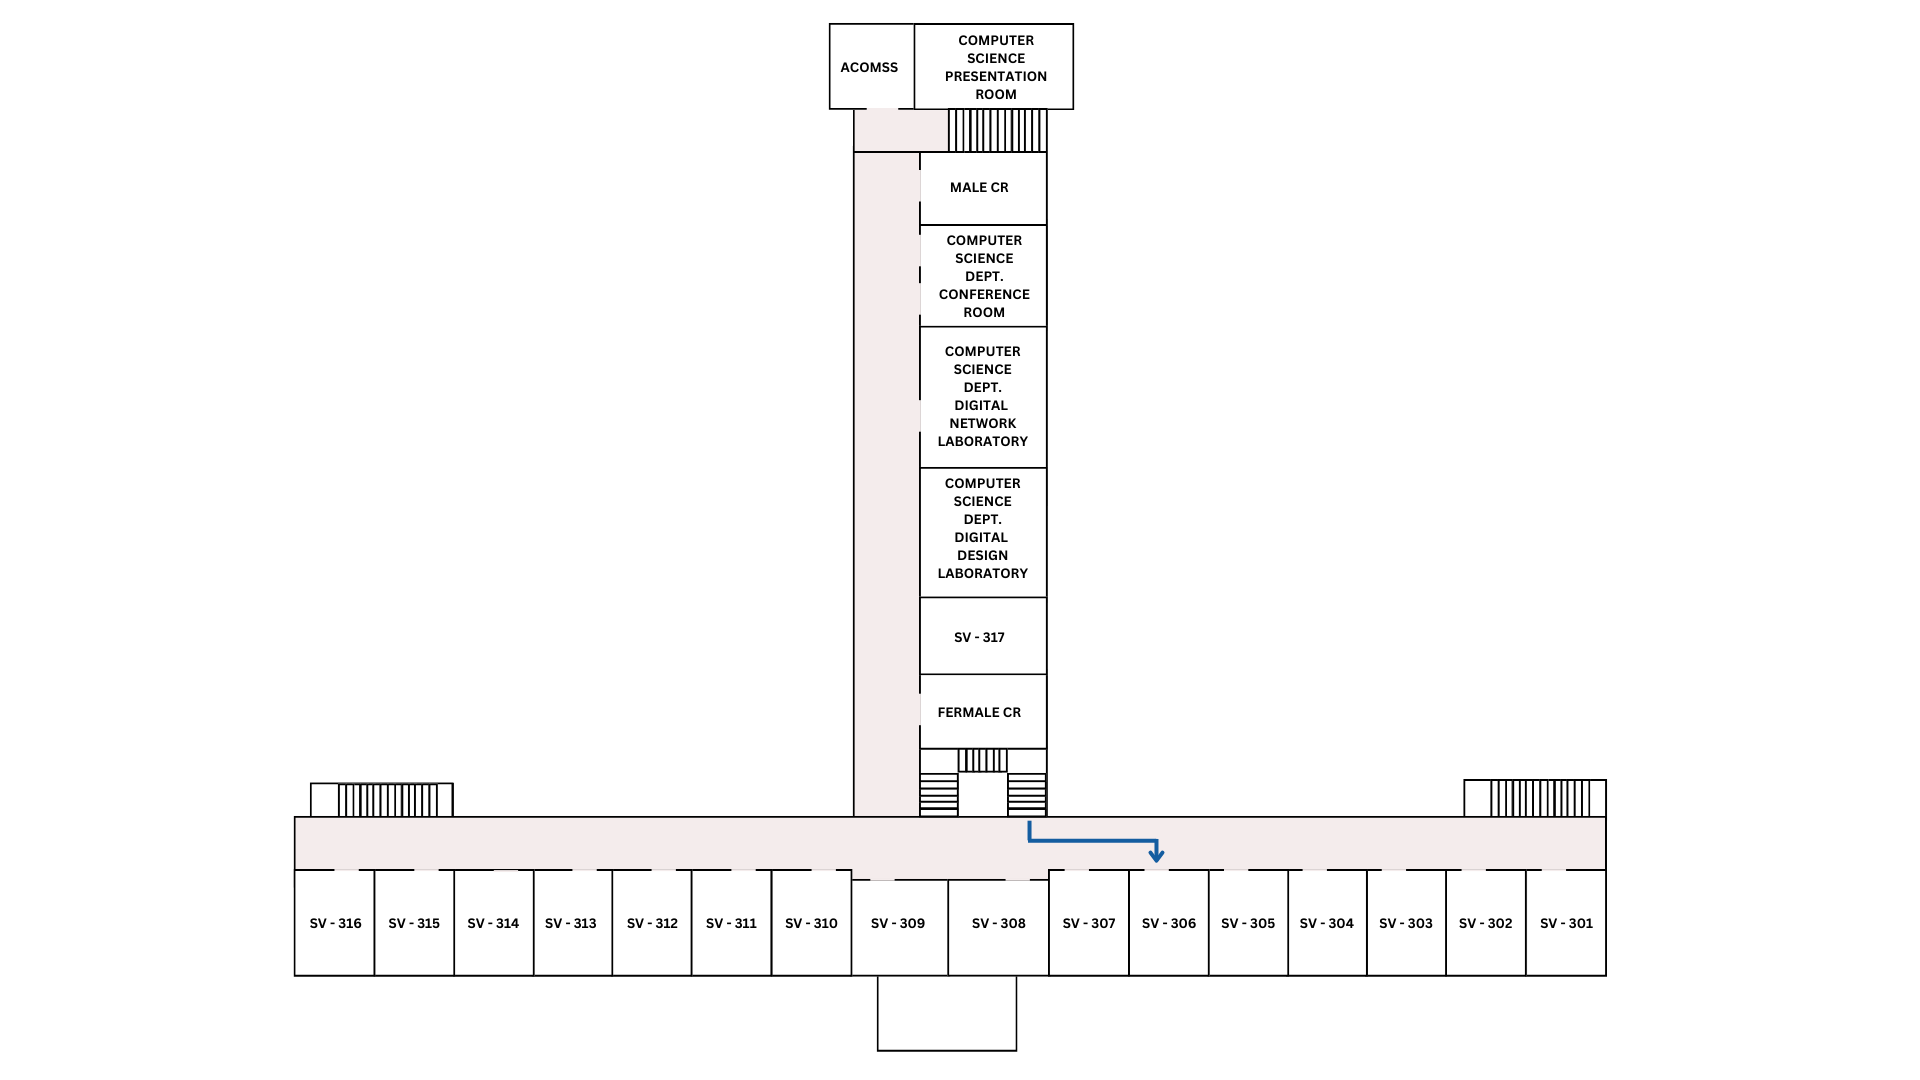 ACOMSS
COMPUTER
SCIENCE
PRESENTATION
ROOM
MALE CR
COMPUTER
SCIENCE
DEPT.
CONFERENCE
ROOM
COMPUTER
SCIENCE
DEPT.
DIGITAL
NETWORK
LABORATORY
COMPUTER
SCIENCE
DEPT.
DIGITAL
DESIGN
LABORATORY
SV - 317
FERMALE CR
SV - 316
SV - 315
SV - 314
SV - 313
SV - 312
SV - 311
SV - 310
SV - 309
SV - 308
SV - 307
SV - 306
SV - 305
SV - 304
SV - 303
SV - 302
SV - 301